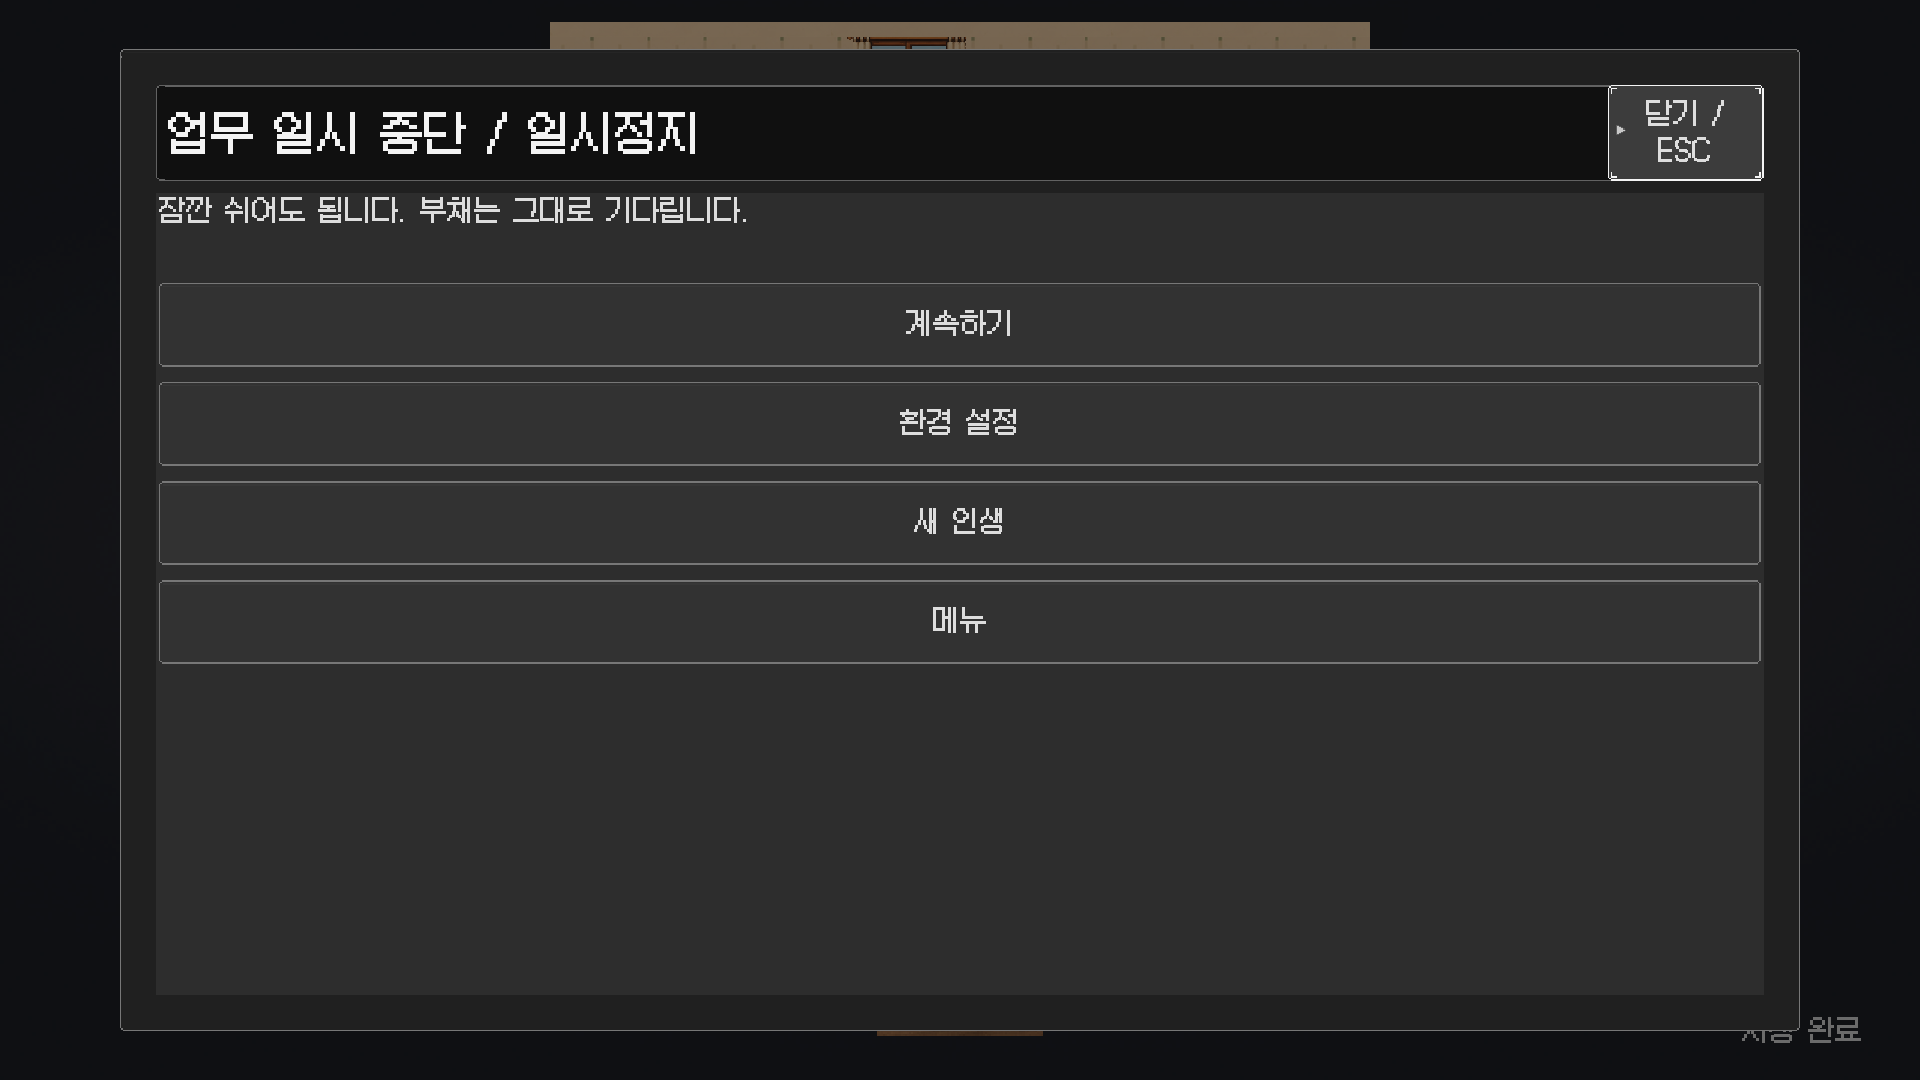 업무 일시 중단 / 일시정지
닫기 /
ESC
잠깐 쉬어도 됩니다. 부채는 그대로 기다립니다.
계속하기
환경 설정
새 인생
메뉴
완료